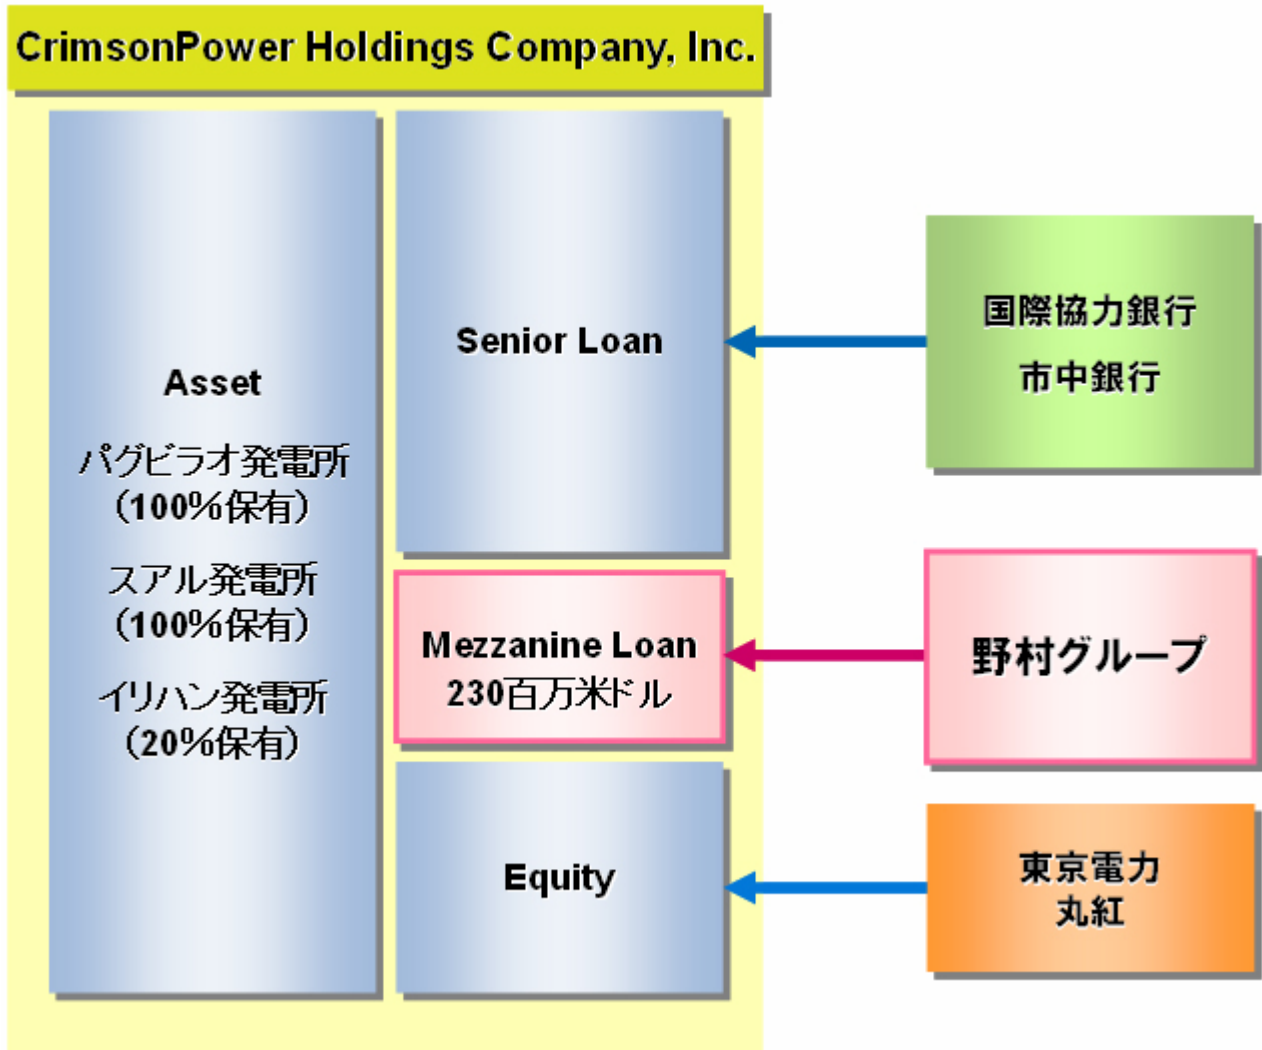 CrimsonPower Holdings Company, Inc.
Asset
パグビラオ発電所
（100％保有）
スアル発電所
（100％保有）
イリハン発電所
（20％保有）
Senior Loan
Mezzanine Loan
230百万米ドル
Equity
国際協力銀行
市中銀行
野村グループ
東京電力
丸紅